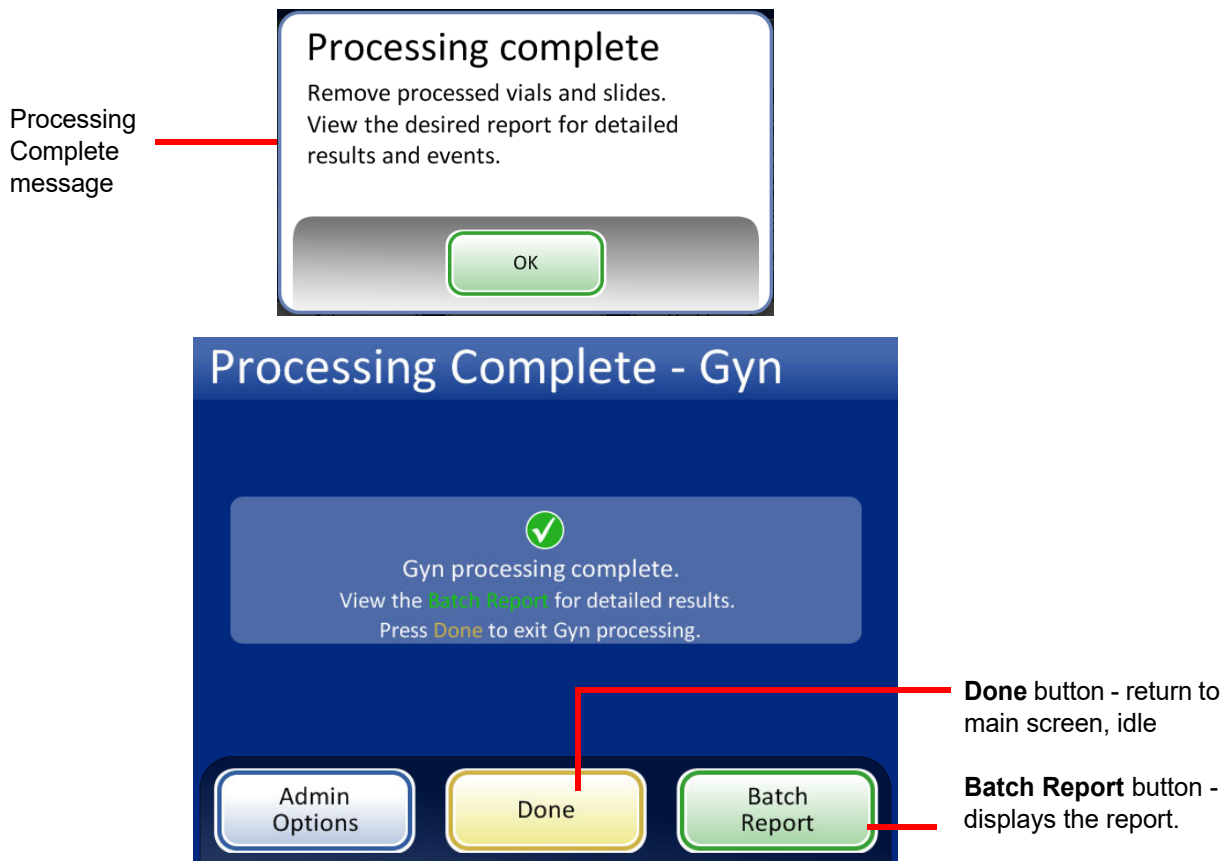 Processing complete
Remove processed vials and slides.
View the desired report for detailed
results and events.
OK
Processing
Complete
message
Processing Complete - Gyn
Gyn processing complete.
View the Batch Report for detailed results.
Press Done to exit Gyn processing.
Admin
Options
Done
Batch
Report
Done button - return to
main screen, idle
Batch Report button -
displays the report.